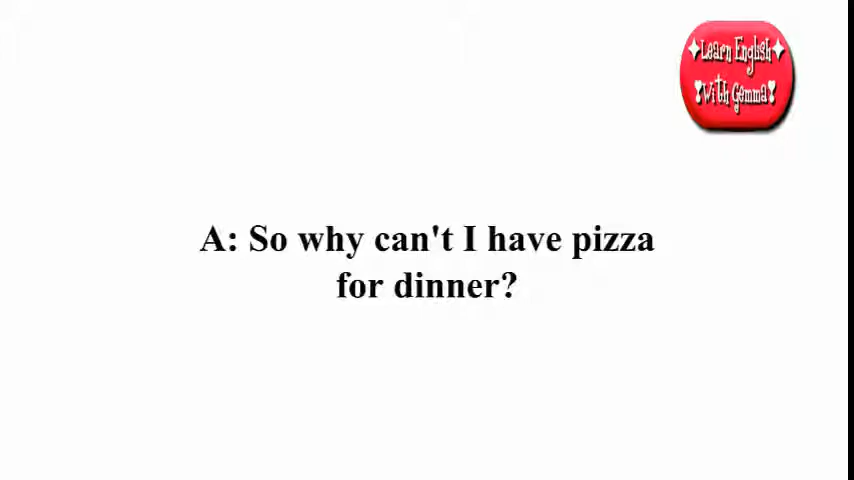 ✦Learn English✦
❣With Gemma❣
A: So why can't I have pizza
for dinner?